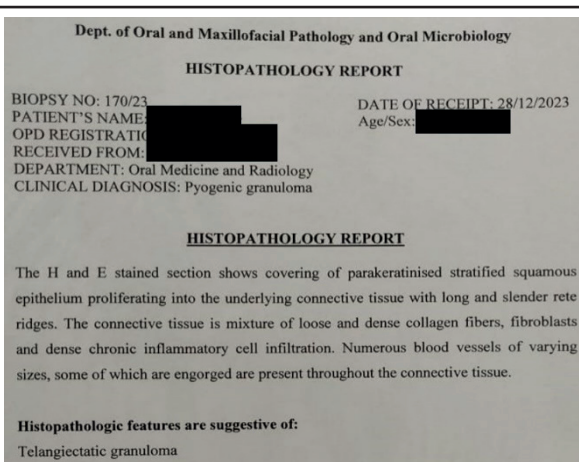 Dept. of Oral and Maxillofacial Pathology and Oral Microbiology
HISTOPATHOLOGY REPORT
BIOPSY NO: 170/23
DATE OF RECEIPT: 28/12/2023
PATIENT'S NAME:
Age/Sex:
OPD
RECEIVED FROM:
DEPARTMENT: Oral Medicine and Radiology
CLINICAL DIAGNOSIS: Pyogenic granuloma
HISTOPATHOLOGY REPORT
The H and E stained section shows covering of parakeratinised stratified squamous
epithelium proliferating into the underlying connective tissue with long and slender rete
ridges. The connective tissue is mixture of loose and dense collagen fibers, fibroblasts
and dense chronic inflammatory cell infiltration. Numerous blood vessels of varying
sizes, some of which are engorged are present throughout the connective tissue.
Histopathologic features are suggestive of:
Telangiectatic granuloma